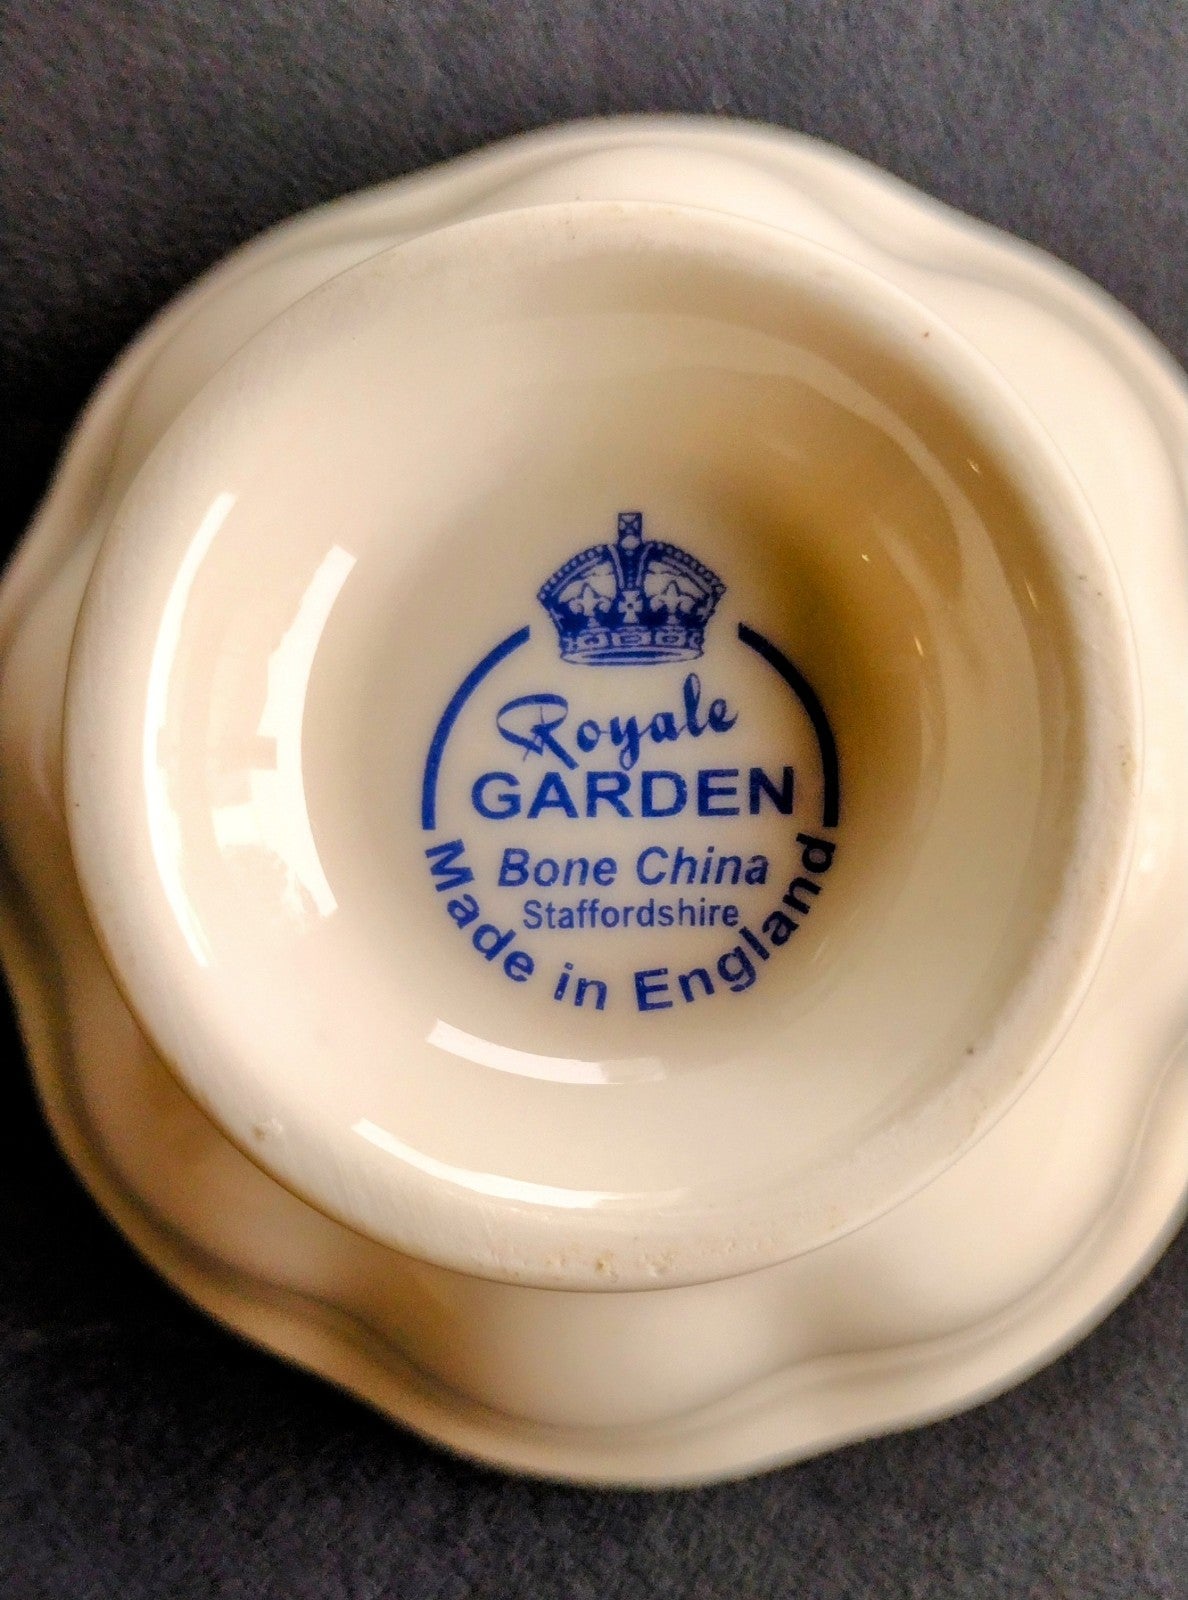 Royale
GARDEN
Bone China
Staffordshire
Made in England